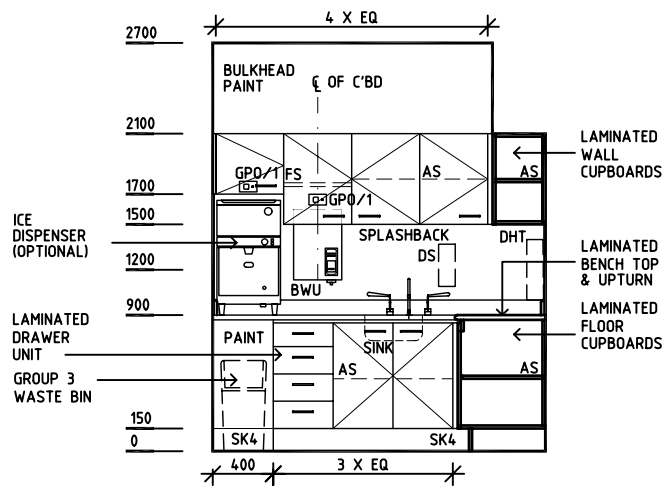 4 X EQ
2700
BULKHEAD
PAINT
℄ OF C'BD
2100
LAMINATED
WALL
CUPBOARDS
GPO/1
FS
AS
AS
1700
GPO/1
1500
ICE
DISPENSER
(OPTIONAL)
SPLASHBACK
DHT
LAMINATED
BENCH TOP
& UPTURN
DS
1200
BWU
900
LAMINATED
DRAWER
UNIT
PAINT
SINK
LAMINATED
FLOOR
CUPBOARDS
AS
AS
GROUP 3
WASTE BIN
150
0
SK4
SK4
400
3 X EQ